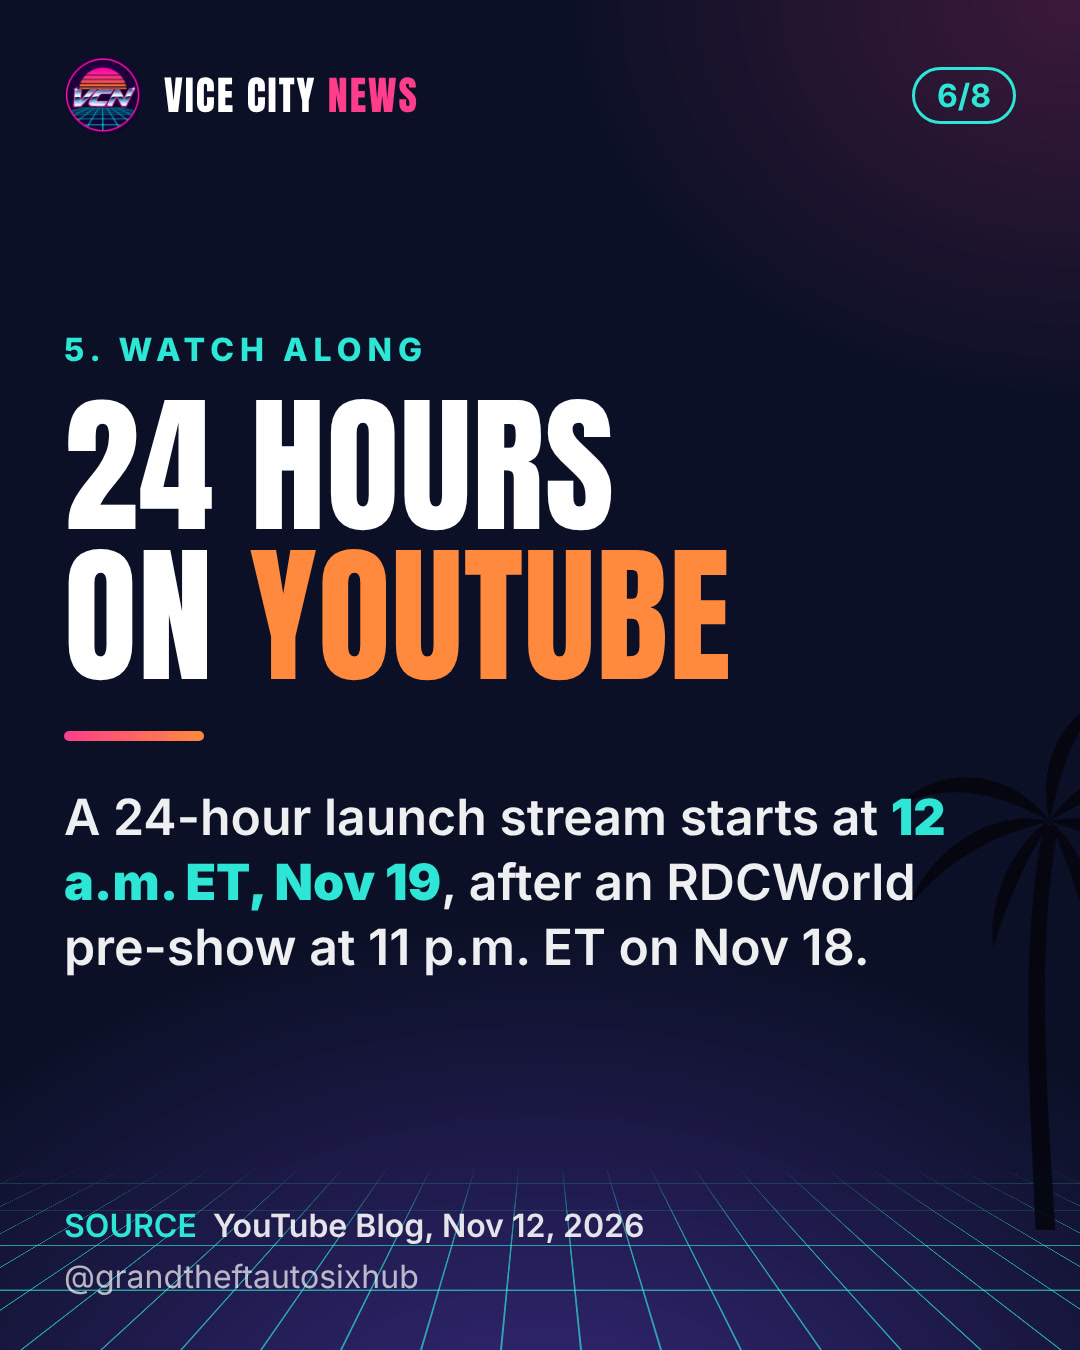 VCN
VICE CITY NEWS
6/8
5. WATCH ALONG
24 HOURS
ON YOUTUBE
A 24-hour launch stream starts at 12
a.m. ET, Nov 19, after an RDCWorld
pre-show at 11 p.m. ET on Nov 18.
SOURCE YouTube Blog, Nov 12, 2026
@grandtheftautosixhub